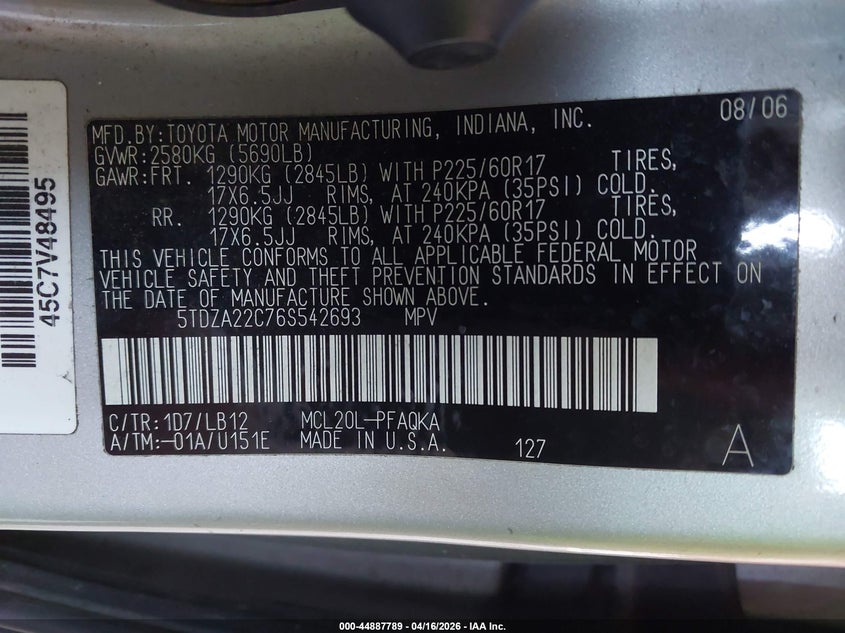 45C7V48495
08/06
MFD.BY:TOYOTA MOTOR MANUFACTURING, INDIANA, INC.
GVWR:2580KG (5690LB)
GAWR:FRT. 1290KG (2845LB) WITH P225/60R17 TIRES,
17X6.5JJ RIMS, AT 240KPA (35PSI) COLD.
RR. 1290KG (2845LB) WITH P225/60R17 TIRES,
17X6.5JJ RIMS, AT 240KPA (35PSI) COLD.
THIS VEHICLE CONFORMS TO ALL APPLICABLE FEDERAL MOTOR
VEHICLE SAFETY AND THEFT PREVENTION STANDARDS IN EFFECT ON
THE DATE OF MANUFACTURE SHOWN ABOVE.
5TDZA22C76S542693 MPV
C/TR:1D7/LB12 MCL20L-PFAQKA
A/TM:-01A/U151E MADE IN U.S.A. 127 A
000-44887789 - 04/16/2026 - IAA Inc.